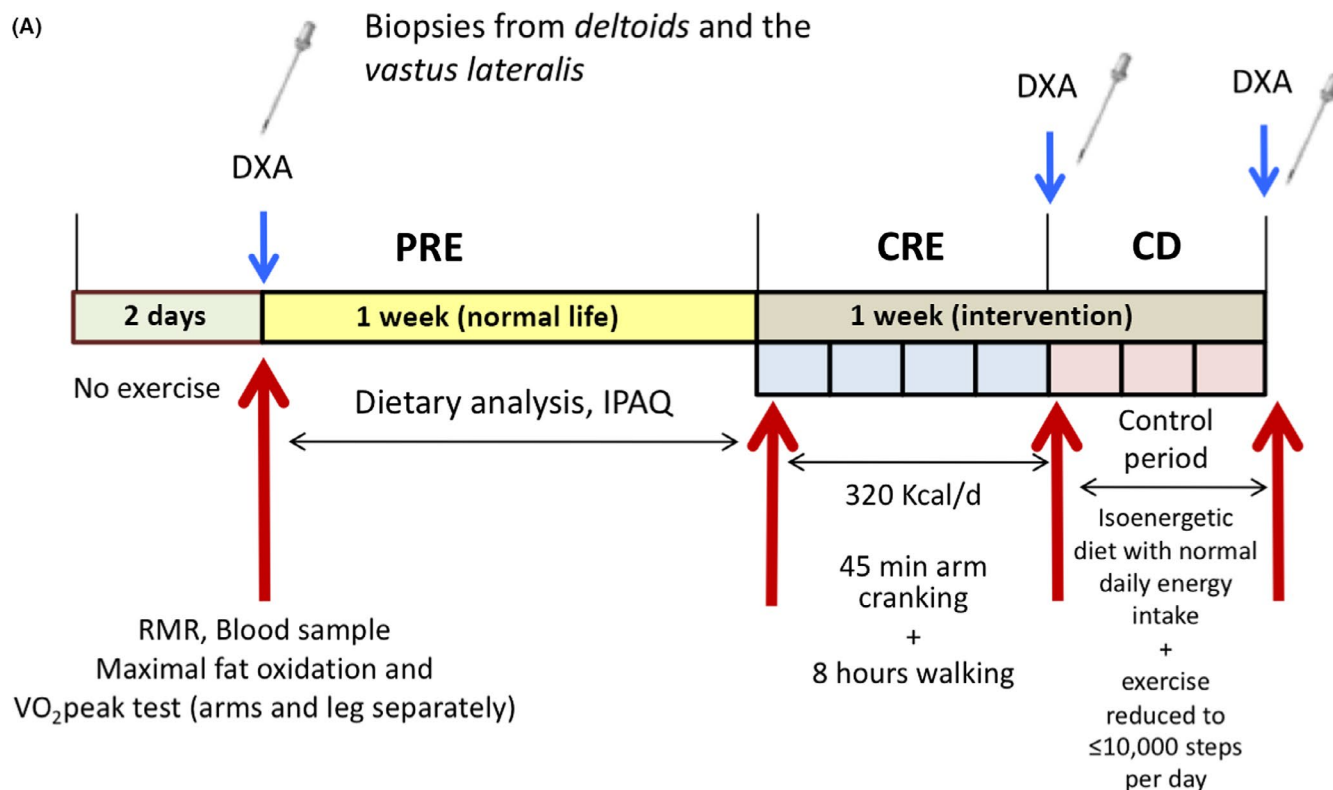 (A)
Biopsies from deltoids and the
vastus lateralis
DXA
DXA
DXA
PRE
CRE
CD
2 days
1 week (normal life)
1 week (intervention)
No exercise
Dietary analysis, IPAQ
320 Kcal/d
45 min arm
cranking
+
8 hours walking
Control
period
Isoenergetic
diet with normal
daily energy
intake
+
exercise
reduced to
≤10,000 steps
per day
RMR, Blood sample
Maximal fat oxidation and
VO₂peak test (arms and leg separately)